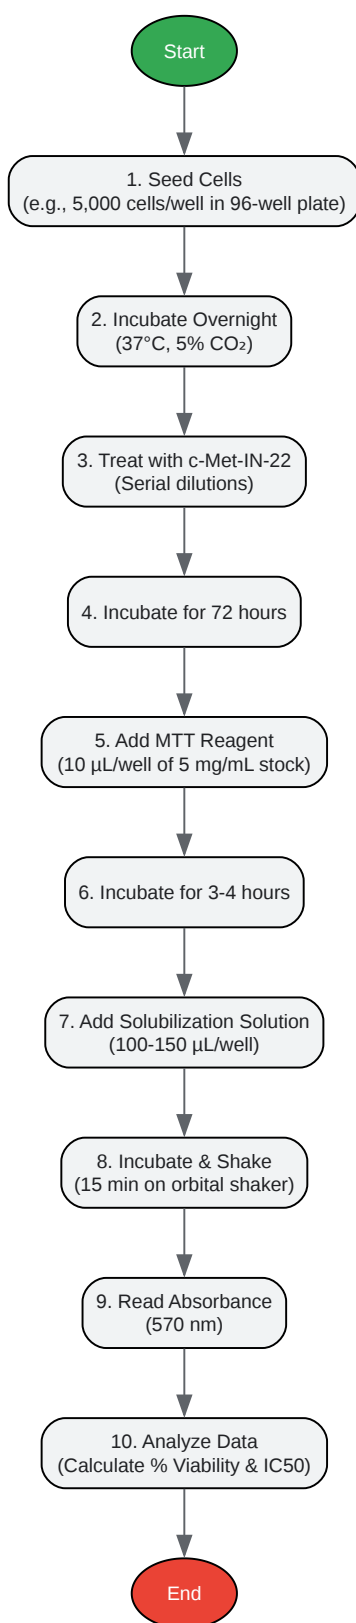 Start
1. Seed Cells
(e.g., 5,000 cells/well in 96-well plate)
2. Incubate Overnight
(37°C, 5% CO₂)
3. Treat with c-Met-IN-22
(Serial dilutions)
4. Incubate for 72 hours
5. Add MTT Reagent
(10 µL/well of 5 mg/mL stock)
6. Incubate for 3-4 hours
7. Add Solubilization Solution
(100-150 µL/well)
8. Incubate & Shake
(15 min on orbital shaker)
9. Read Absorbance
(570 nm)
10. Analyze Data
(Calculate % Viability & IC50)
End